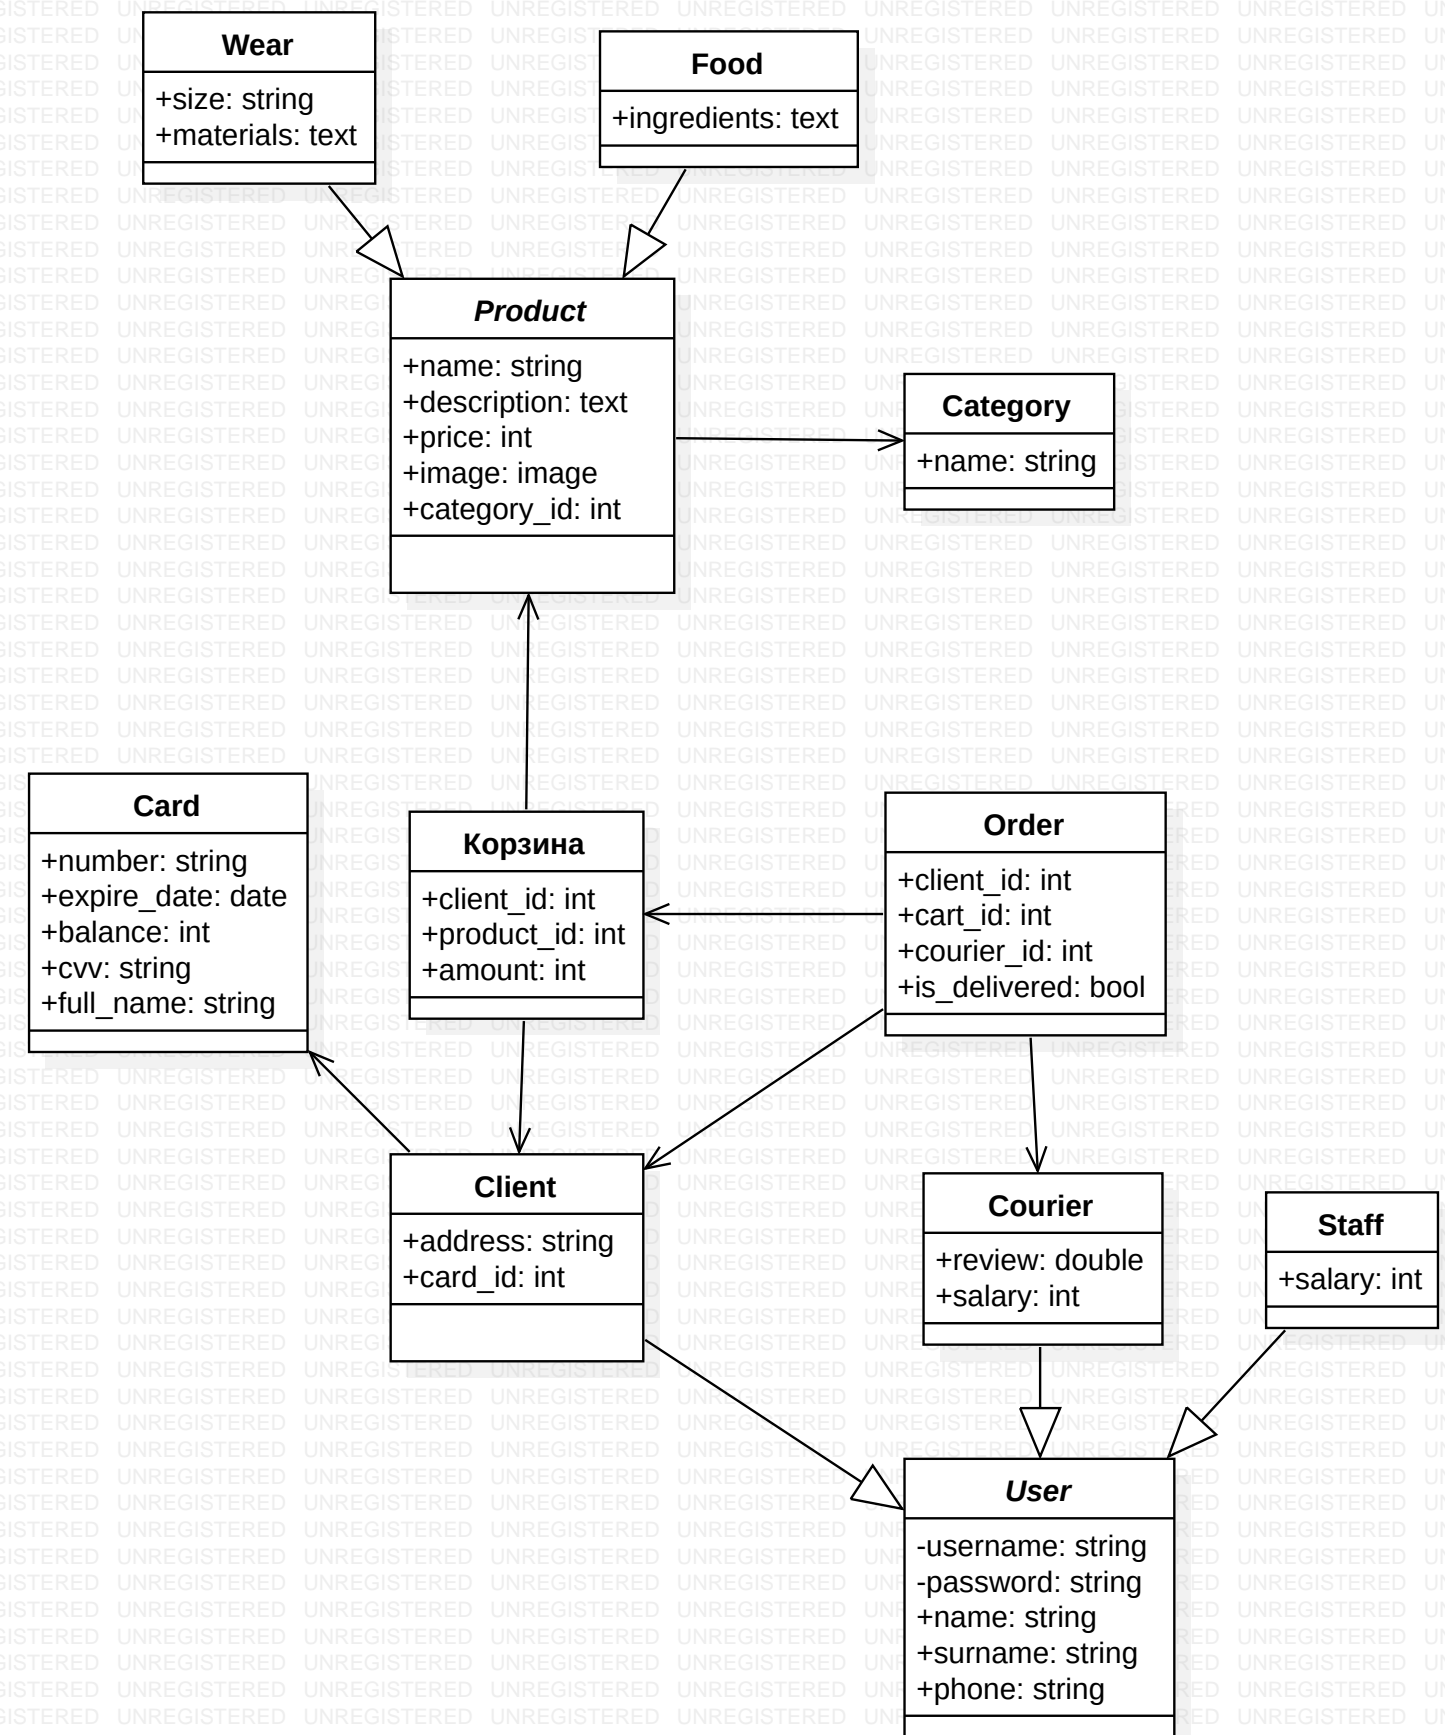 Wear
+size: string
+materials: text
Food
+ingredients: text
Product
+name: string
+description: text
+price: int
+image: image
+category_id: int
Category
+name: string
Card
+number: string
+expire_date: date
+balance: int
+cvv: string
+full_name: string
Корзина
+client_id: int
+product_id: int
+amount: int
Order
+client_id: int
+cart_id: int
+courier_id: int
+is_delivered: bool
Client
+address: string
+card_id: int
Courier
+review: double
+salary: int
Staff
+salary: int
User
-username: string
-password: string
+name: string
+surname: string
+phone: string
UNREGISTERED